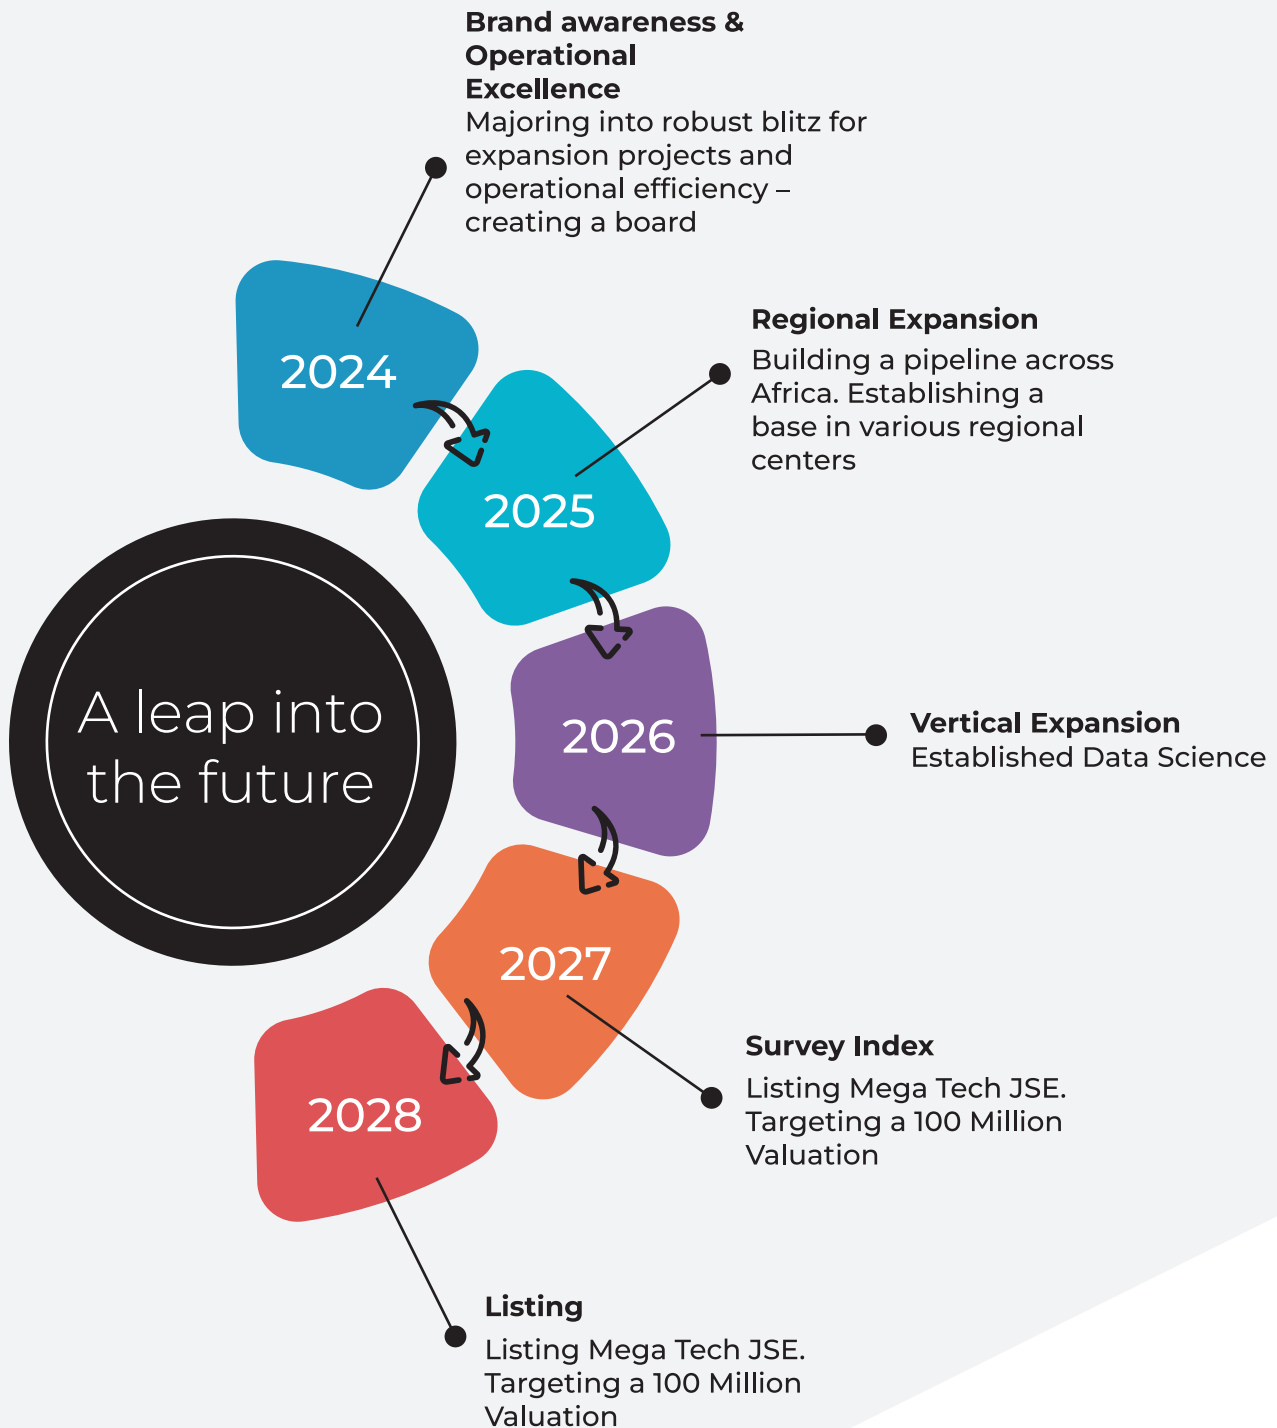 Brand awareness &
Operational
Excellence
Majoring into robust blitz for
expansion projects and
operational efficiency –
creating a board
2024
Regional Expansion
Building a pipeline across
Africa. Establishing a
base in various regional
centers
2025
A leap into
the future
2026
Vertical Expansion
Established Data Science
2027
Survey Index
Listing Mega Tech JSE.
Targeting a 100 Million
Valuation
2028
Listing
Listing Mega Tech JSE.
Targeting a 100 Million
Valuation